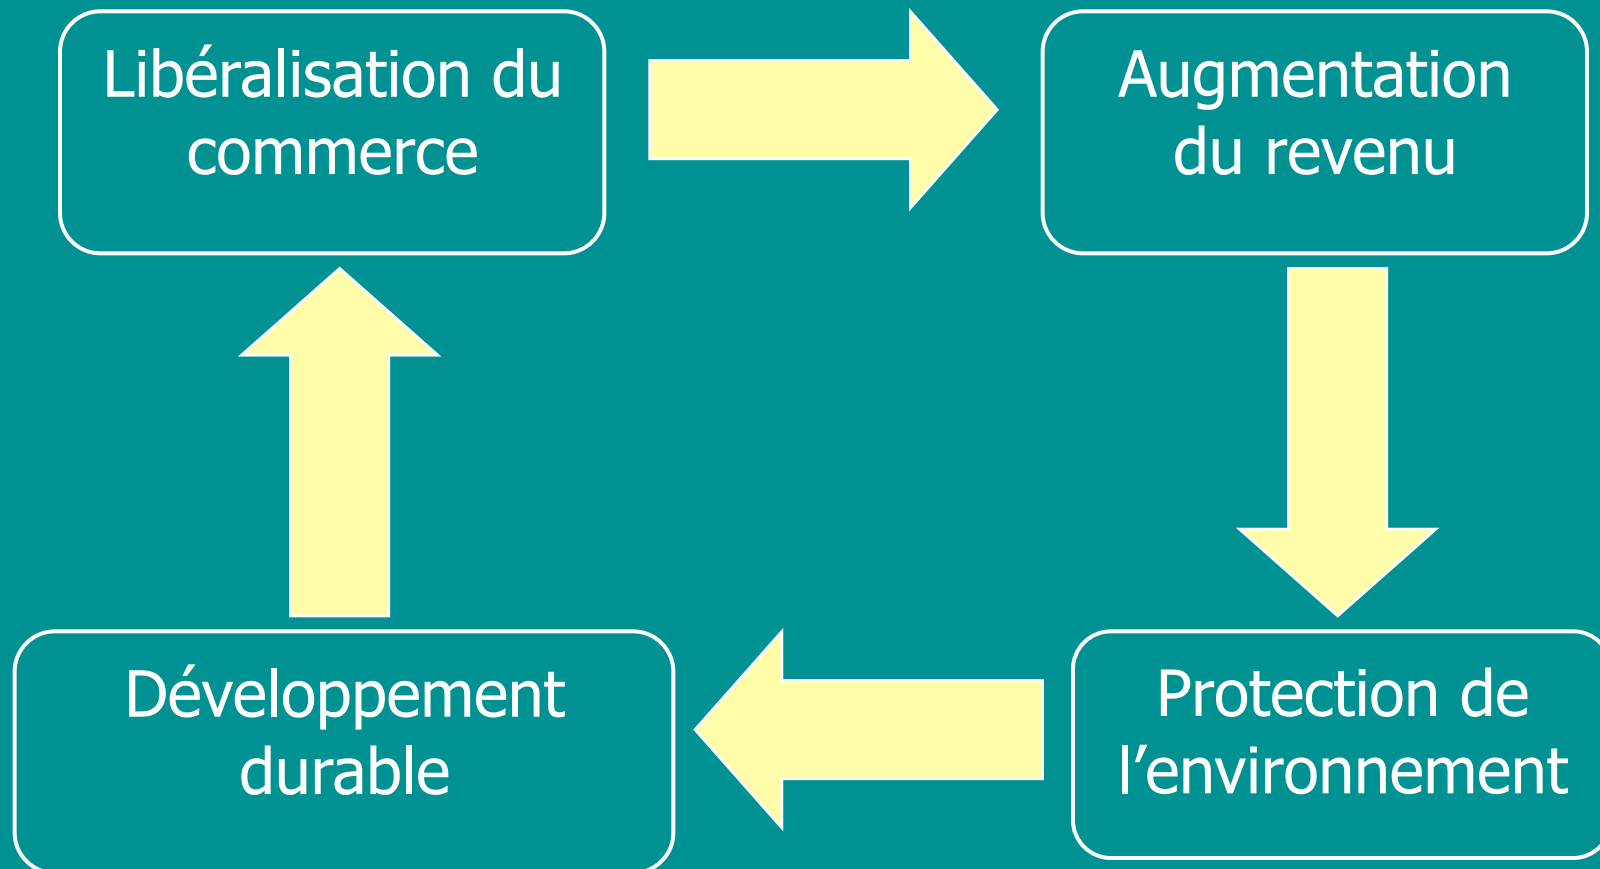 Libéralisation du
commerce
Augmentation
du revenu
Développement
durable
Protection de
l’environnement